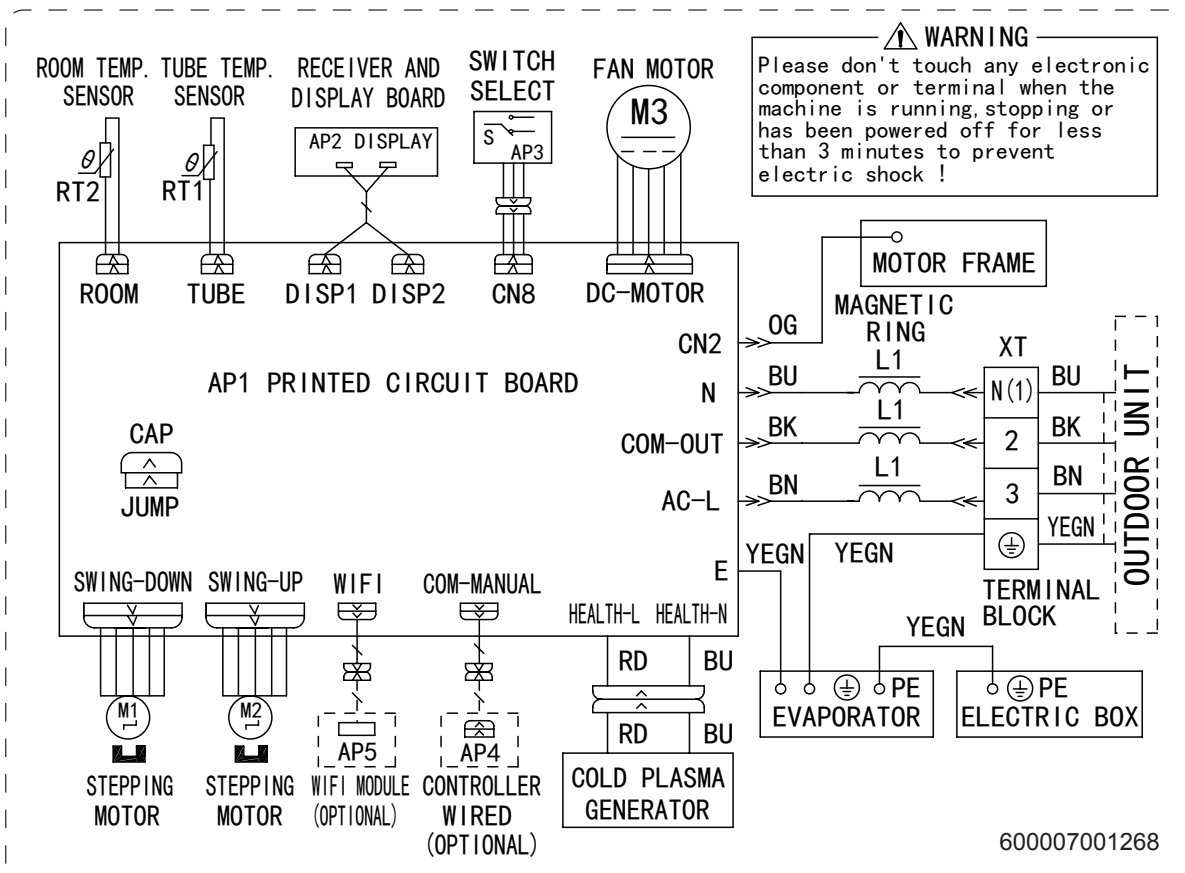 WARNING
Please don't touch any electronic
component or terminal when the
machine is running, stopping or
has been powered off for less
than 3 minutes to prevent
electric shock !
ROOM TEMP.
SENSOR
TUBE TEMP.
SENSOR
RECEIVER AND
DISPLAY BOARD
SWITCH
SELECT
FAN MOTOR
AP2 DISPLAY
S
AP3
M3
θ
RT2
θ
RT1
ROOM
TUBE
DISP1
DISP2
CN8
DC-MOTOR
MOTOR FRAME
MAGNETIC
RING
CN2
OG
AP1 PRINTED CIRCUIT BOARD
N
BU
L1
XT
N(1)
BU
COM-OUT
BK
L1
2
BK
AC-L
BN
L1
3
BN
OUTDOOR UNIT
CAP
JUMP
E
YEGN
YEGN
YEGN
TERMINAL
BLOCK
SWING-DOWN
SWING-UP
WIFI
COM-MANUAL
HEALTH-L
HEALTH-N
YEGN
RD
BU
PE
EVAPORATOR
PE
ELECTRIC BOX
M1
M2
AP5
AP4
RD
BU
STEPPING
MOTOR
STEPPING
MOTOR
WIFI MODULE
(OPTIONAL)
CONTROLLER
WIRED
(OPTIONAL)
COLD PLASMA
GENERATOR
600007001268